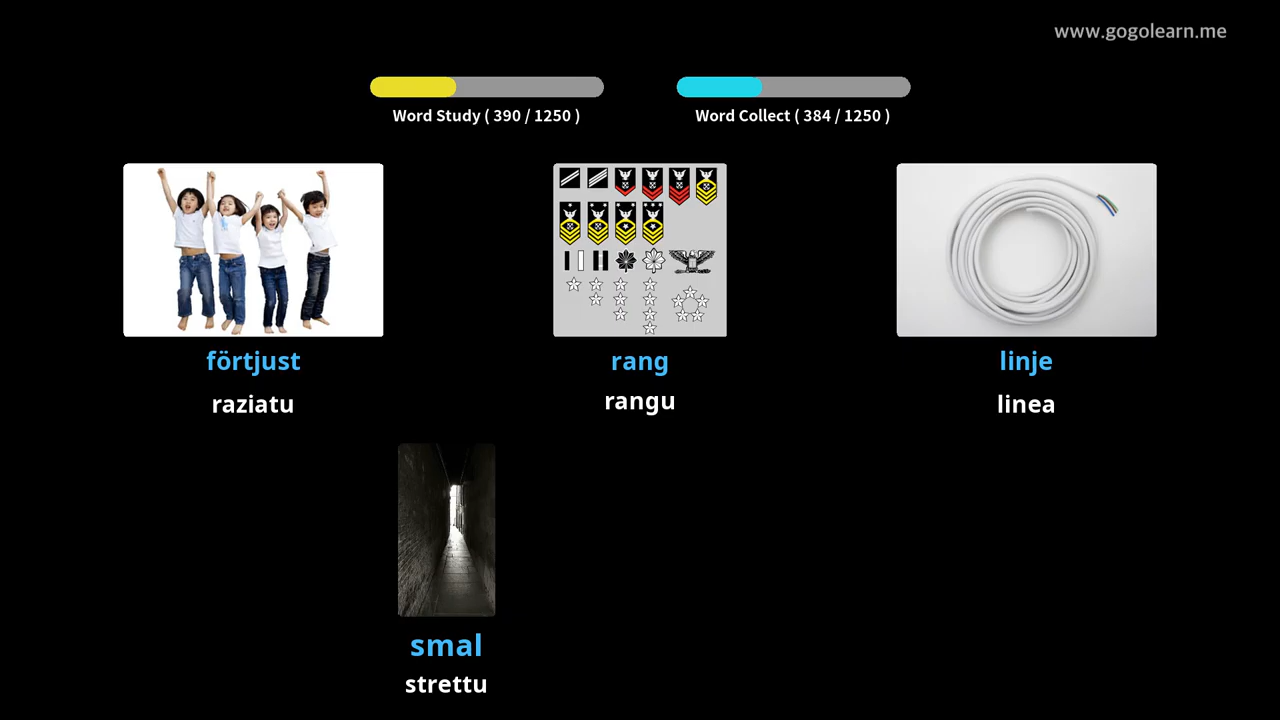 www.gogolearn.me
Word Study ( 390 / 1250 )
Word Collect ( 384 / 1250 )
förtjust
rang
linje
raziatu
rangu
linea
smal
strettu